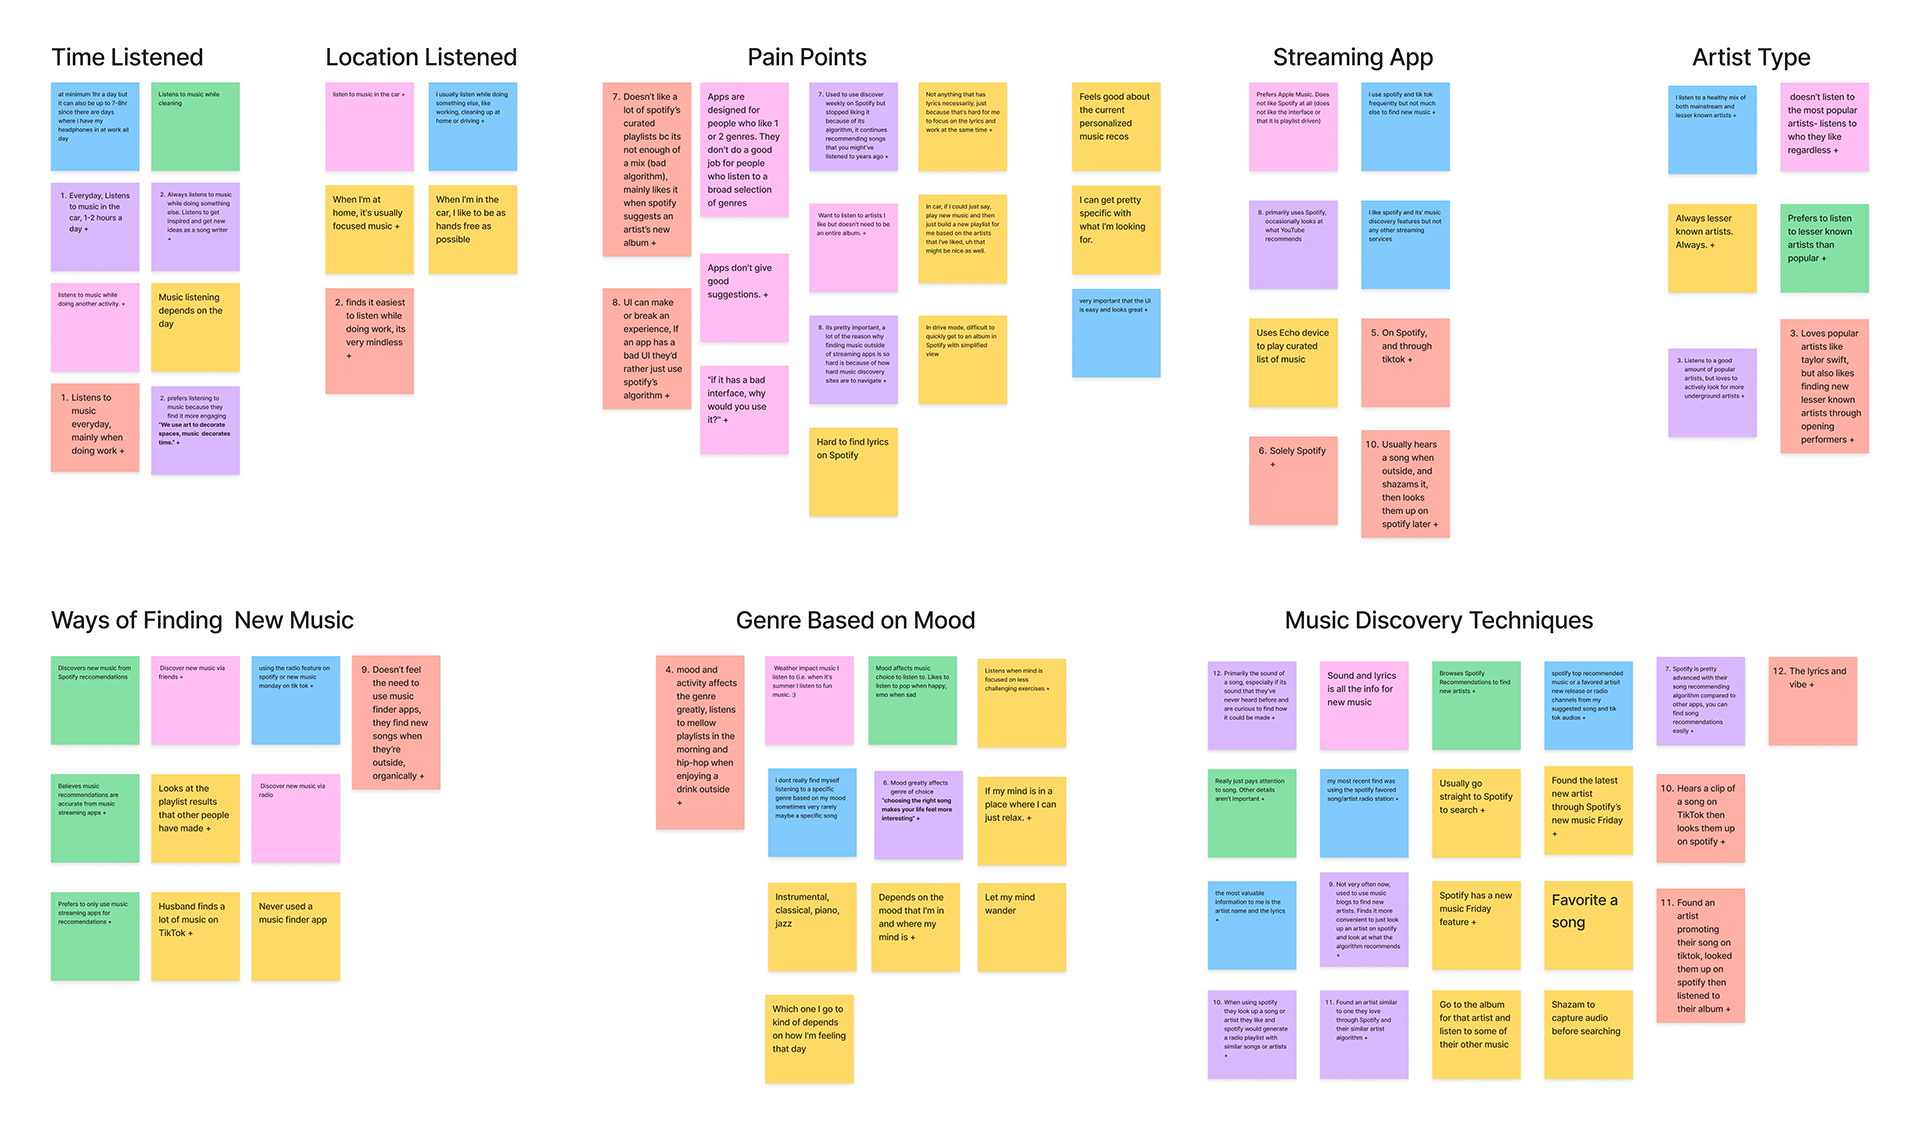 Time Listened
at minimum 1hr a day but
it can also be up to 7-8hr
since there are days
where i have my
headphones in at work all
day
Listens to music while
cleaning
1. Everyday, Listens
to music in the
car, 1-2 hours a
day +
2. Always listens to music
while doing something
else. Listens to get
inspired and get new
ideas as a song writer
+
listens to music while
doing another activity. +
Music listening
depends on the
day
1. Listens to
music
everyday,
mainly when
doing work +
2. prefers listening to
music because they
find it more engaging
"We use art to decorate
spaces, music decorates
time." +
Location Listened
listen to music in the car +
i usually listen while doing
something else, like
working, cleaning up at
home or driving +
When I'm at
home, it's usually
focused music +
When I'm in the
car, I like to be as
hands free as
possible
2. finds it easiest
to listen while
doing work, its
very mindless
+
Pain Points
7. Doesn't like a
lot of spotify's
curated
playlists bc its
not enough of
a mix (bad
algorithm),
mainly likes it
when spotify
suggests an
artist's new
album +
8. UI can make
or break an
experience, If
an app has a
bad UI they'd
rather just use
spotify's
algorithm +
Apps are
designed for
people who like 1
or 2 genres. They
don't do a good
job for people
who listen to a
broad selection
of genres
Apps don't give
good
suggestions. +
"if it has a bad
interface, why
would you use
it?" +
7. Used to use discover
weekly on Spotify but
stopped liking it
because of its
algorithm, it continues
recommending songs
that you might've
listened to years ago +
Want to listen to artists I
like but doesn't need to be
an entire album. +
8. its pretty important, a
lot of the reason why
finding music outside
of streaming apps is so
hard is because of how
hard music discovery
sites are to navigate +
Hard to find lyrics
on Spotify
Not anything that has
lyrics necessarily, just
because that's hard for me
to focus on the lyrics and
work at the same time +
In car, if I could just say,
play new music and then
just build a new playlist for
me based on the artists
that I've liked, uh that
might be nice as well.
In drive mode, difficult to
quickly get to an album in
Spotify with simplified
view
Feels good about
the current
personalized
music recos
I can get pretty
specific with
what I'm looking
for.
very important that the UI
is easy and looks great +
Streaming App
Prefers Apple Music. Does
not like Spotify at all (does
not like the interface or
that it is playlist driven)
i use spotify and tik tok
frequently but not much
else to find new music +
8. primarily uses Spotify,
occasionally looks at
what YouTube
recommends
I like spotify and its' music
discovery features but not
any other streaming
services
Uses Echo device
to play curated
list of music
5. On Spotify,
and through
tiktok +
6. Solely Spotify
+
10. Usually hears
a song when
outside, and
shazams it,
then looks
them up on
spotify later +
Artist Type
I listen to a healthy mix of
both mainstream and
lesser known artists +
doesn't listen to
the most popular
artists- listens to
who they like
regardless +
Always lesser
known artists.
Always. +
Prefers to listen
to lesser known
artists than
popular +
3. Listens to a good
amount of popular
artists, but loves to
actively look for more
underground artists +
3. Loves popular
artists like
taylor swift,
but also likes
finding new
lesser known
artists through
opening
performers +
Ways of Finding New Music
Discovers new music from
Spotify reccomendations
Discover new music via
friends +
using the radio feature on
spotify or new music
monday on tik tok +
9. Doesn't feel
the need to
use music
finder apps,
they find new
songs when
they're
outside,
organically +
Believes music
recommendations are
accurate from music
streaming apps +
Looks at the
playlist results
that other people
have made +
Discover new music via
radio
Prefers to only use music
streaming apps for
reccomendations +
Husband finds a
lot of music on
TikTok +
Never used a
music finder app
Genre Based on Mood
4. mood and
activity affects
the genre
greatly, listens
to mellow
playlists in the
morning and
hip-hop when
enjoying a
drink outside
+
Weather impact music I
listen to (i.e. when it's
summer I listen to fun
music. :)
Mood affects music
choice to listen to. Likes to
listen to pop when happy,
emo when sad
Listens when mind is
focused on less
challenging exercises +
i dont really find myself
listening to a specific
genre based on my mood
sometimes very rarely
maybe a specific song
6. Mood greatly affects
genre of choice
"choosing the right song
makes your life feel more
interesting" +
If my mind is in a
place where I can
just relax. +
Instrumental,
classical, piano,
jazz
Depends on the
mood that I'm in
and where my
mind is +
Let my mind
wander
Which one I go to
kind of depends
on how I'm feeling
that day
Music Discovery Techniques
12. Primarily the sound of
a song, especially if its
sound that they've
never heard before and
are curious to find how
it could be made +
Sound and lyrics
is all the info for
new music
Browses Spotify
Recommendations to find
new artists +
spotify top recommended
music or a favored artisit
new release or radio
channels from my
suggested song and tik
tok audios +
7. Spotify is pretty
advanced with their
song recommending
algorithm compared to
other apps, you can
find song
recommendations
easily +
12. The lyrics and
vibe +
Really just pays attention
to song. Other details
aren't important +
my most recent find was
using the spotify favored
song/artist radio station +
Usually go
straight to Spotify
to search +
Found the latest
new artist
through Spotify's
new music Friday
+
10. Hears a clip of
a song on
TikTok then
looks them up
on spotify +
the most valuable
information to me is the
artist name and the lyrics
+
9. Not very often now,
used to use music
blogs to find new
artists. Finds it more
convenient to just look
up an artist on spotify
and look at what the
algorithm recommends
+
Spotify has a new
music Friday
feature +
Favorite a
song
11. Found an
artist
promoting
their song on
tiktok, looked
them up on
spotify then
listened to
their album +
10. When using spotify
they look up a song or
artist they like and
spotify would generate
a radio playlist with
similar songs or artists
+
11. Found an artist similar
to one they love
through Spotify and
their similar artist
algorithm +
Go to the album
for that artist and
listen to some of
their other music
Shazam to
capture audio
before searching